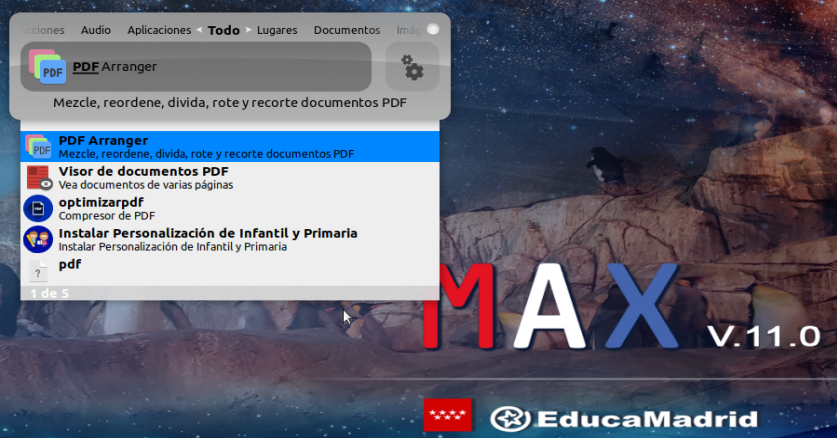 cciones Audio Aplicaciones Todo Lugares Documentos Imág
PDF
PDF Arranger
Mezcle, reordene, divida, rote y recorte documentos PDF
PDF
PDF Arranger
Mezcle, reordene, divida, rote y recorte documentos PDF
Visor de documentos PDF
Vea documentos de varias páginas
optimizarpdf
Compresor de PDF
Instalar Personalización de Infantil y Primaria
Instalar Personalización de Infantil y Primaria
pdf
?
1 de 5
MAX V.11.0
EducaMadrid